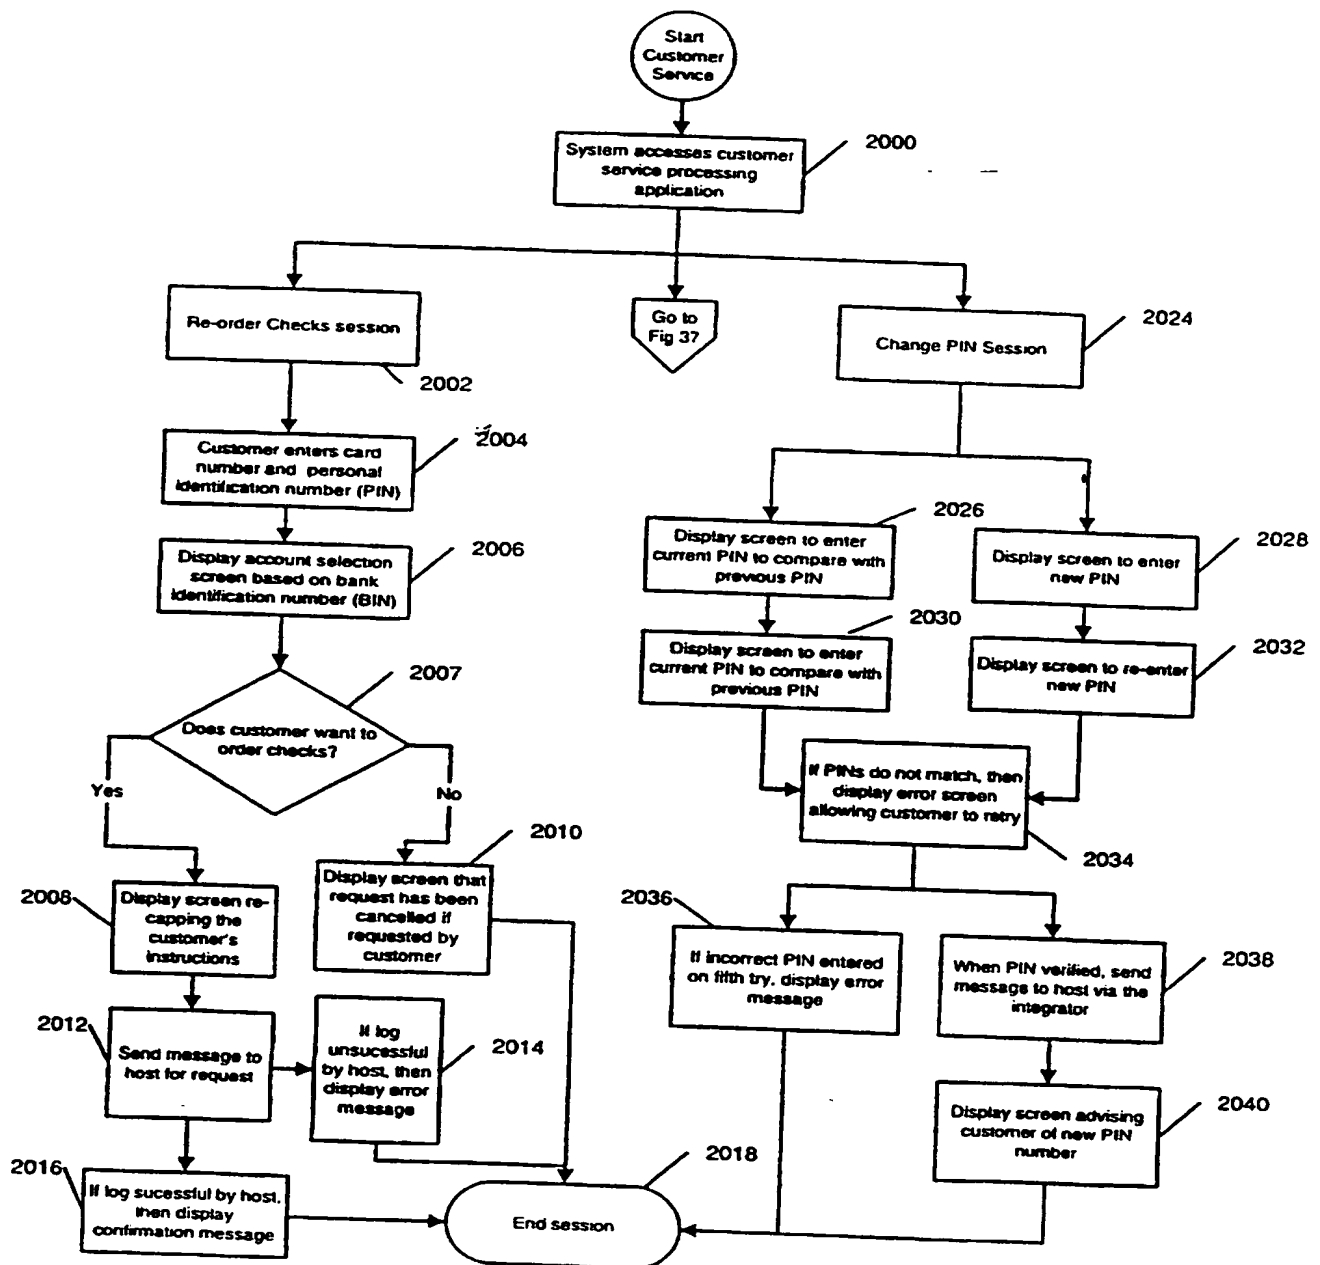 Start
Customer
Service
System accesses customer
service processing
application
2000
Re-order Checks session
2002
Go to
Fig 37
Change PIN Session
2024
Customer enters card
number and personal
identification number (PIN)
2004
Display account selection
screen based on bank
identification number (BIN)
2006
Does customer want to
order checks?
2007
Yes
No
2008
Display screen re-
capping the
customer's
instructions
Display screen that
request has been
cancelled if
requested by
customer
2010
2012
Send message to
host for request
If log
unsucessful
by host, then
display error
message
2014
2016
If log sucessful by host,
then display
confirmation message
Display screen to enter
current PIN to compare with
previous PIN
2026
Display screen to enter
new PIN
2028
Display screen to enter
current PIN to compare with
previous PIN
2030
Display screen to re-enter
new PIN
2032
If PINs do not match, then
display error screen
allowing customer to retry
2034
2036
If incorrect PIN entered
on fifth try, display error
message
When PIN verified, send
message to host via the
integrator
2038
Display screen advising
customer of new PIN
number
2040
End session
2018